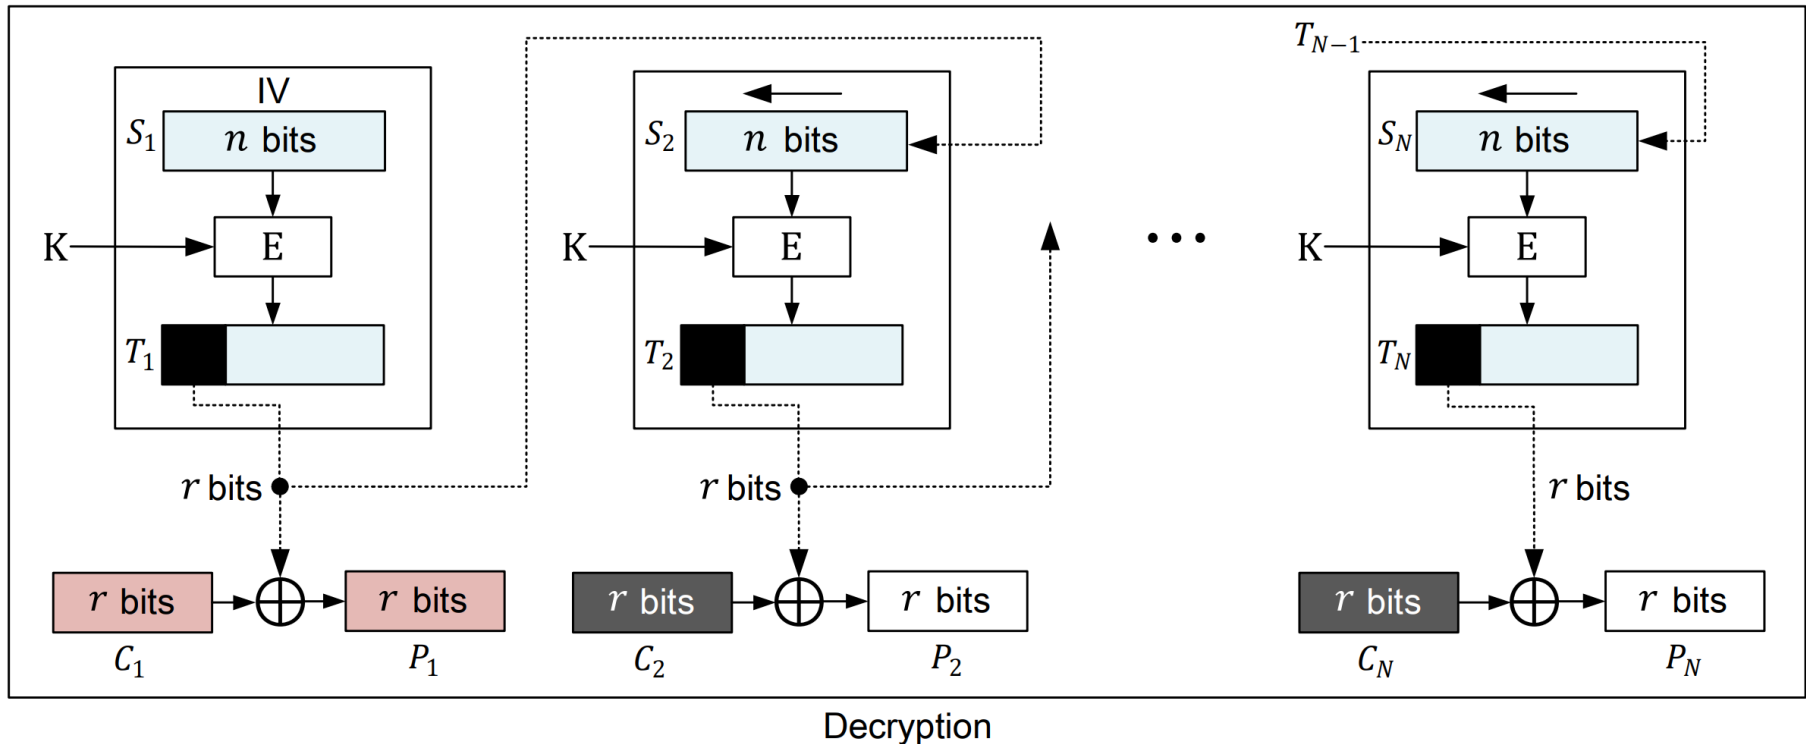 T_{N-1}
IV
S_1 n bits
S_2 n bits
S_N n bits
K E
K E
• • •
K E
T_1
T_2
T_N
r bits
r bits
r bits
r bits r bits
r bits r bits
r bits r bits
C_1 P_1
C_2 P_2
C_N P_N
Decryption